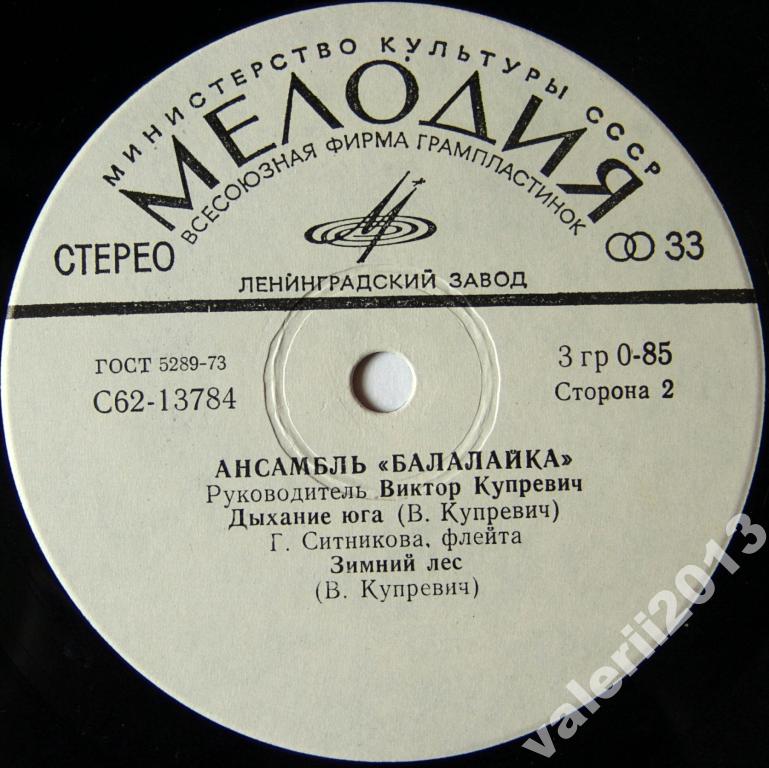 МИНИСТЕРСТВО КУЛЬТУРЫ СССР
МЕЛОДИЯ
ВСЕСОЮЗНАЯ ФИРМА ГРАМПЛАСТИНОК
СТЕРЕО
33
ЛЕНИНГРАДСКИЙ ЗАВОД
ГОСТ 5289-73
3 гр 0-85
С62-13784
Сторона 2
АНСАМБЛЬ «БАЛАЛАЙКА»
Руководитель Виктор Купревич
Дыхание юга (В. Купревич)
Г. Ситникова, флейта
Зимний лес
(В. Купревич)
valerii2013